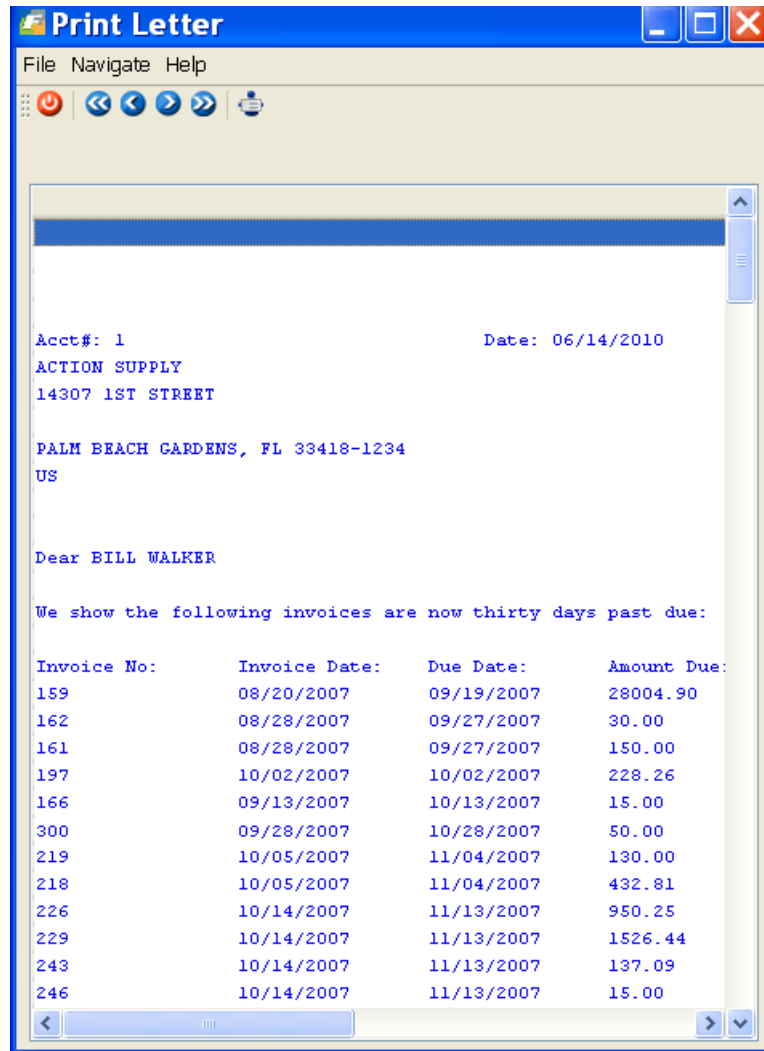 Print Letter
File Navigate Help
Acct#: 1 Date: 06/14/2010
ACTION SUPPLY
14307 1ST STREET
PALM BEACH GARDENS, FL 33418-1234
US
Dear BILL WALKER
We show the following invoices are now thirty days past due:
Invoice No: Invoice Date: Due Date: Amount Due:
159 08/20/2007 09/19/2007 28004.90
162 08/28/2007 09/27/2007 30.00
161 08/28/2007 09/27/2007 150.00
197 10/02/2007 10/02/2007 228.26
166 09/13/2007 10/13/2007 15.00
300 09/28/2007 10/28/2007 50.00
219 10/05/2007 11/04/2007 130.00
218 10/05/2007 11/04/2007 432.81
226 10/14/2007 11/13/2007 950.25
229 10/14/2007 11/13/2007 1526.44
243 10/14/2007 11/13/2007 137.09
246 10/14/2007 11/13/2007 15.00